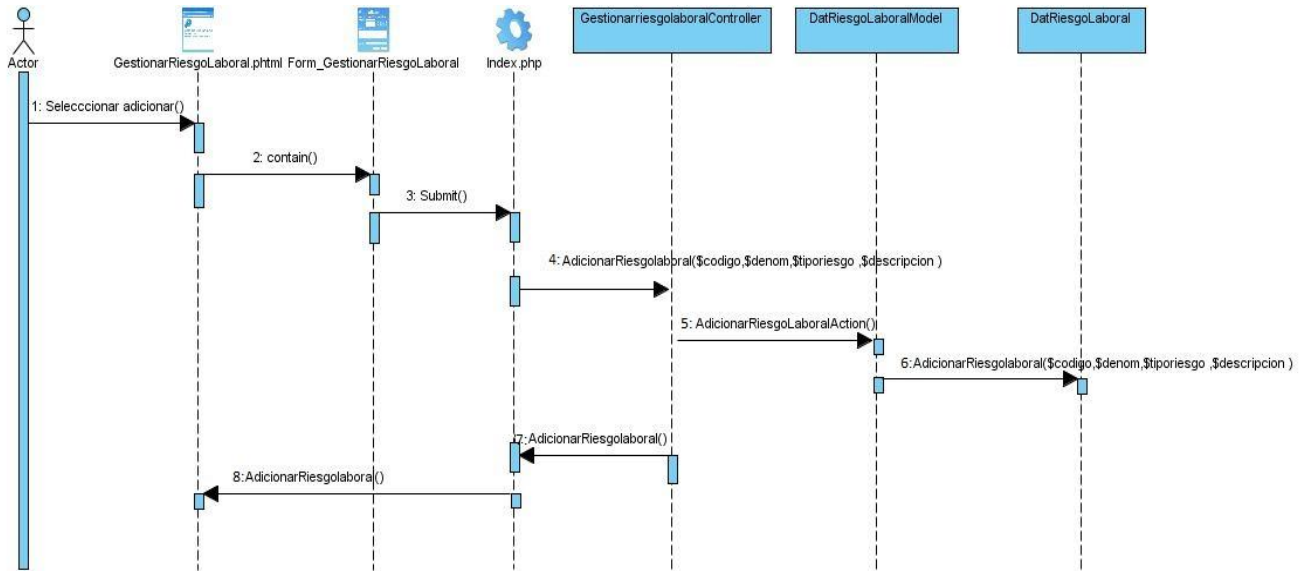 Actor
GestionarRiesgoLaboral.phtml
Form_GestionarRiesgoLaboral
Index.php
GestionarriesgolaboralController
DatRiesgoLaboralModel
DatRiesgoLaboral
1: Selecccionar adicionar()
2: contain()
3: Submit()
4: AdicionarRiesgolaboral($codigo,$denom,$tiporiesgo ,$descripcion )
5: AdicionarRiesgoLaboralAction()
6:AdicionarRiesgolaboral($codigo,$denom,$tiporiesgo ,$descripcion )
7:AdicionarRiesgolaboral()
8:AdicionarRiesgolabora()